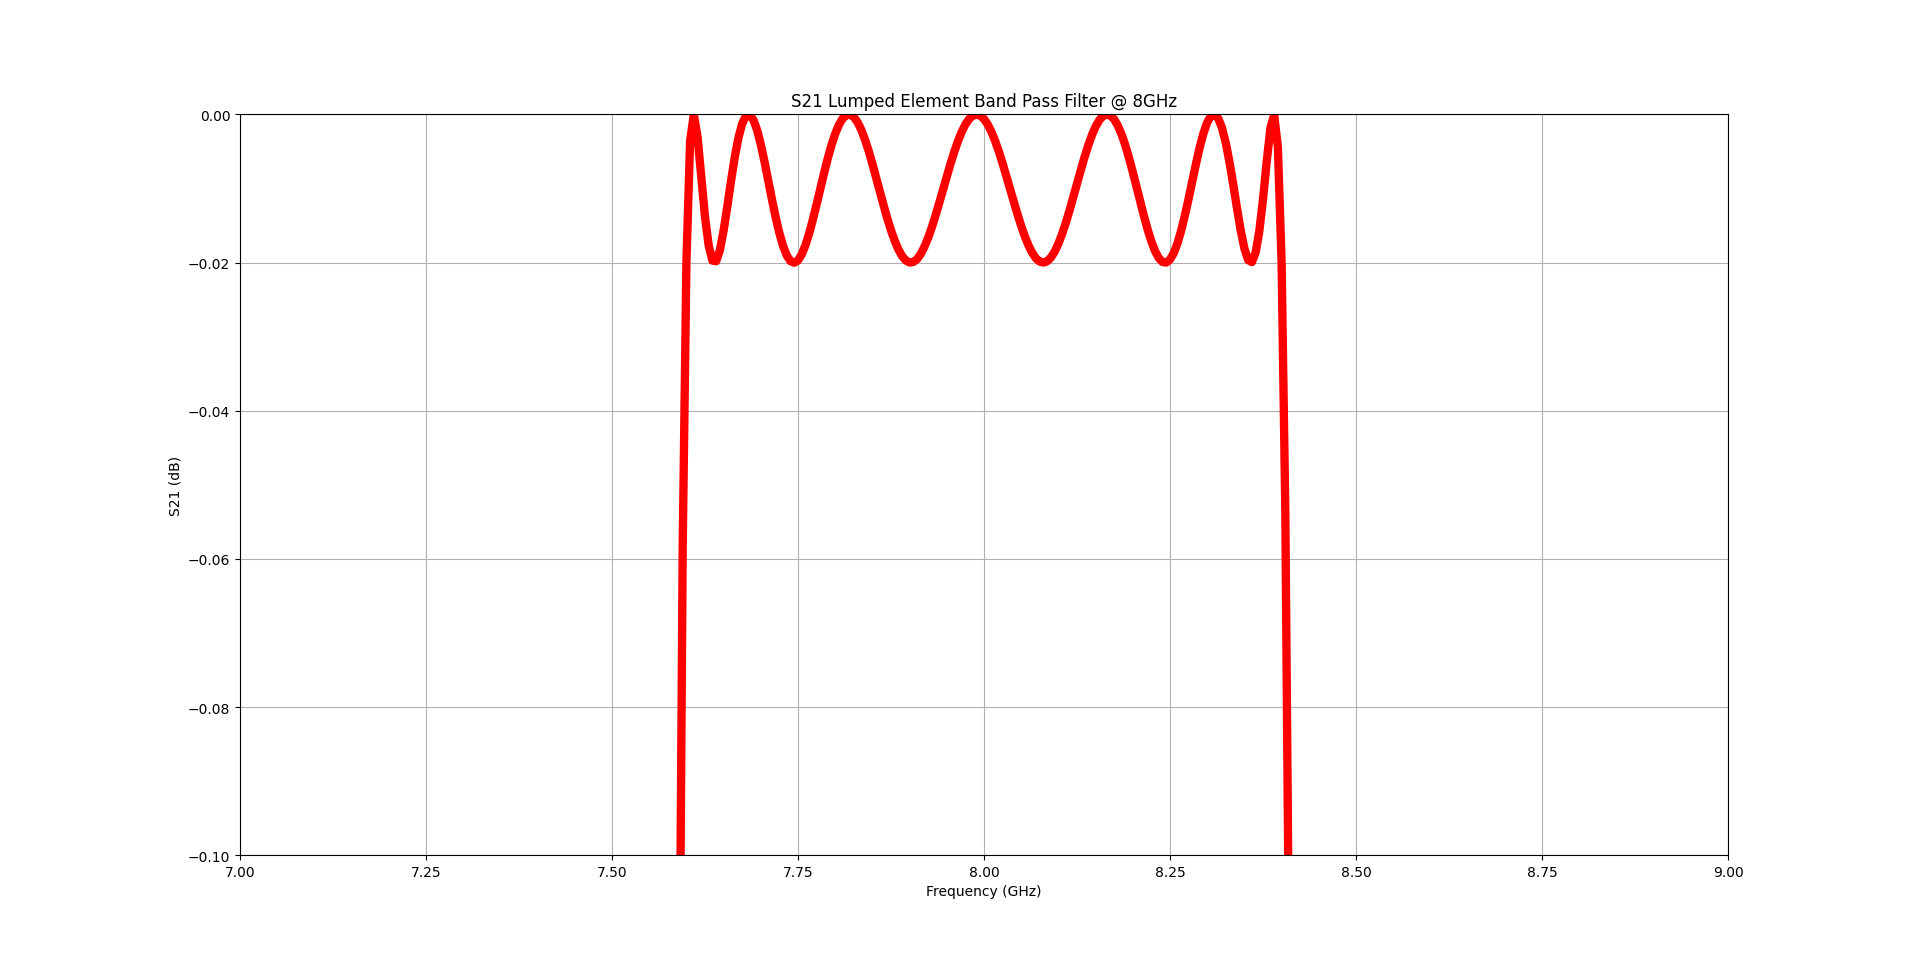 S21 Lumped Element Band Pass Filter @ 8GHz
0.00
−0.02
−0.04
−0.06
−0.08
−0.10
S21 (dB)
7.00 7.25 7.50 7.75 8.00 8.25 8.50 8.75 9.00
Frequency (GHz)